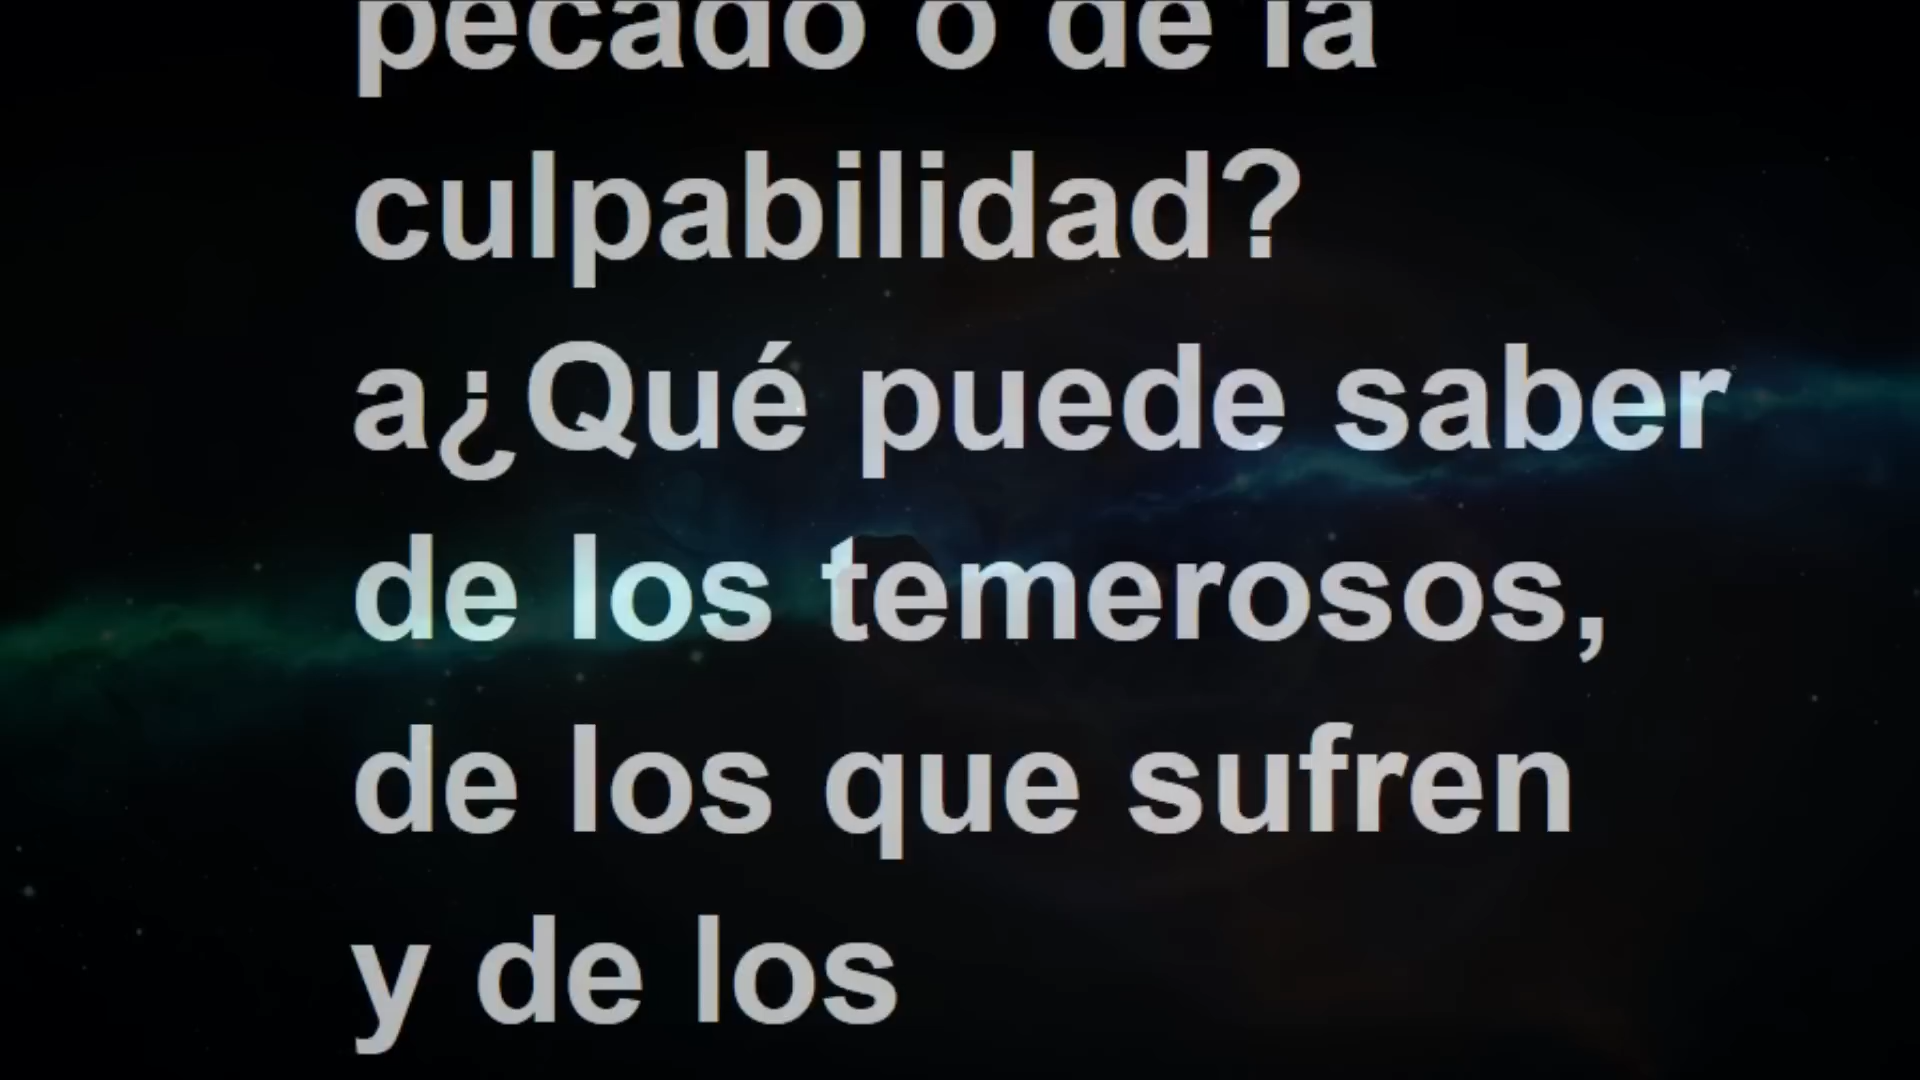 pecado o de la
culpabilidad?
a¿Qué puede saber
de los temerosos,
de los que sufren
y de los